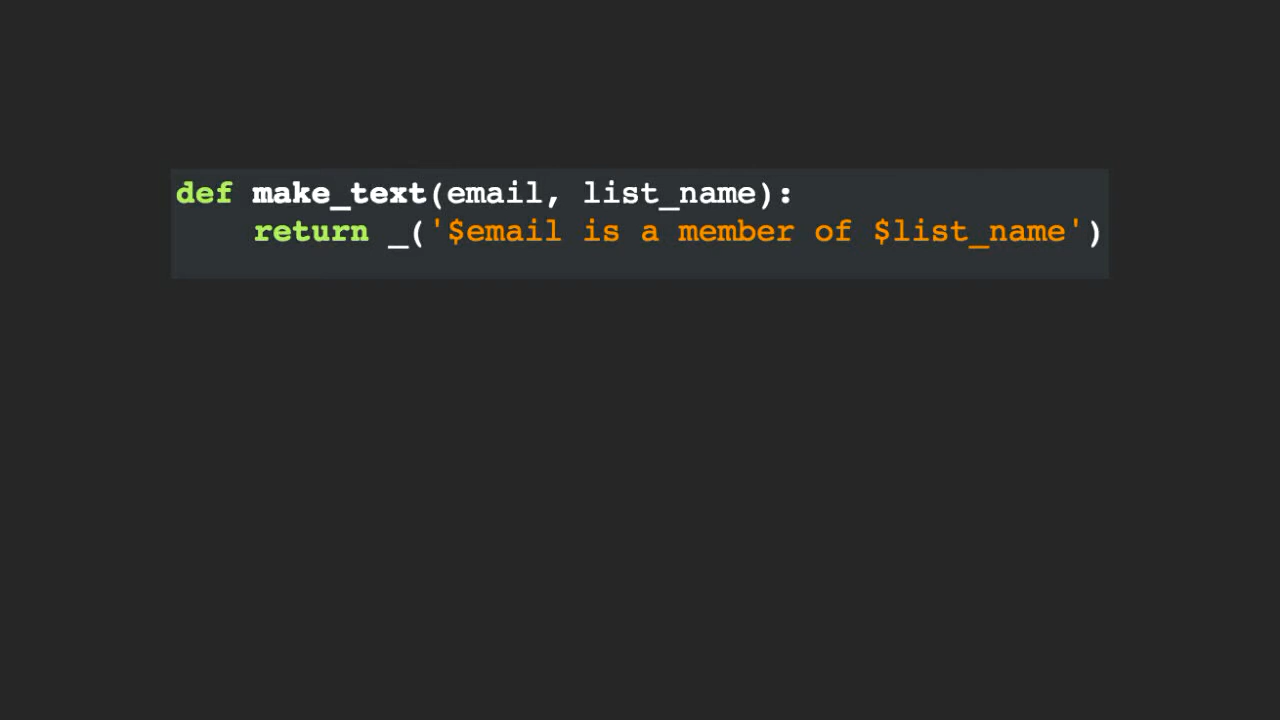 def make_text(email, list_name):
    return _('$email is a member of $list_name')